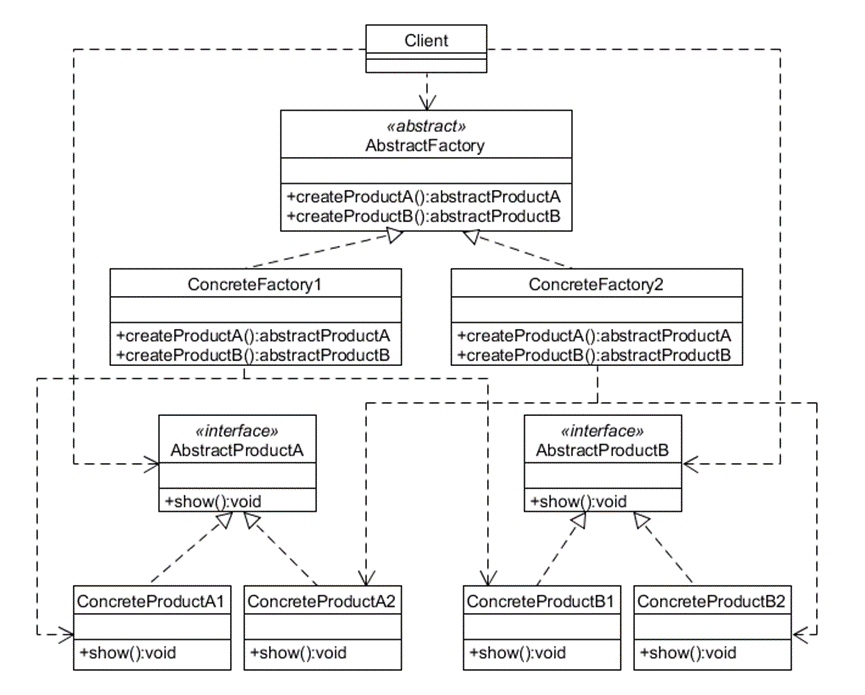 Client
«abstract»
AbstractFactory
+createProductA():abstractProductA
+createProductB():abstractProductB
ConcreteFactory1
+createProductA():abstractProductA
+createProductB():abstractProductB
ConcreteFactory2
+createProductA():abstractProductA
+createProductB():abstractProductB
«interface»
AbstractProductA
+show():void
«interface»
AbstractProductB
+show():void
ConcreteProductA1
+show():void
ConcreteProductA2
+show():void
ConcreteProductB1
+show():void
ConcreteProductB2
+show():void